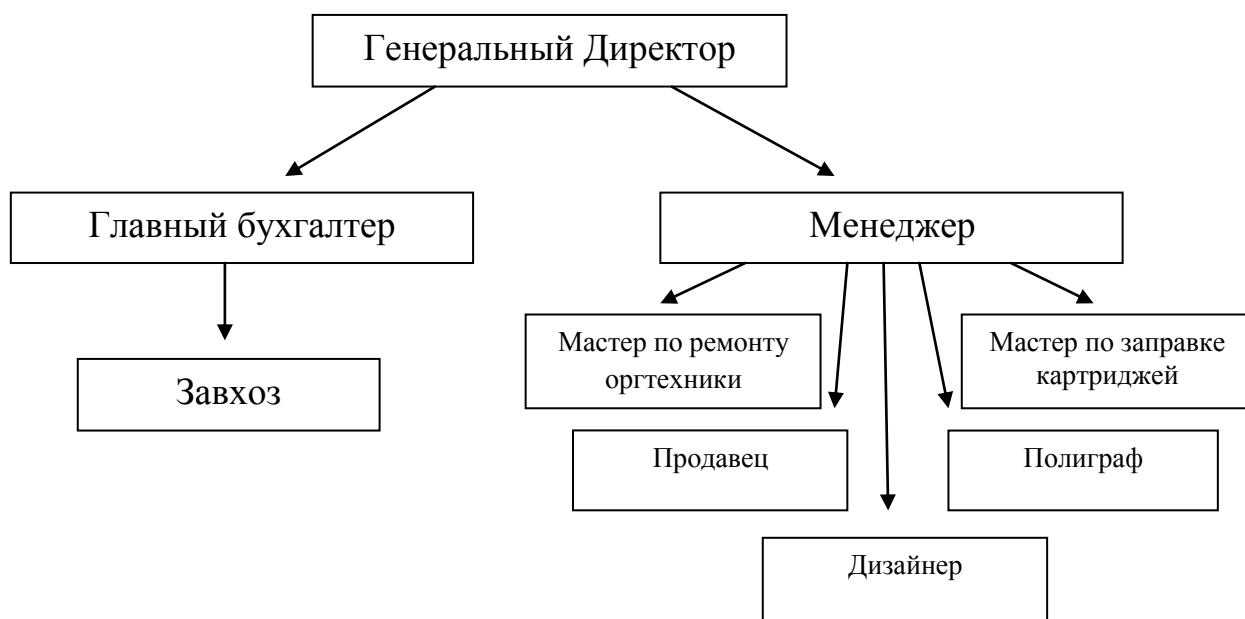 Генеральный Директор
Главный бухгалтер
Менеджер
Мастер по ремонту
оргтехники
Мастер по заправке
картриджей
Завхоз
Продавец
Полиграф
Дизайнер